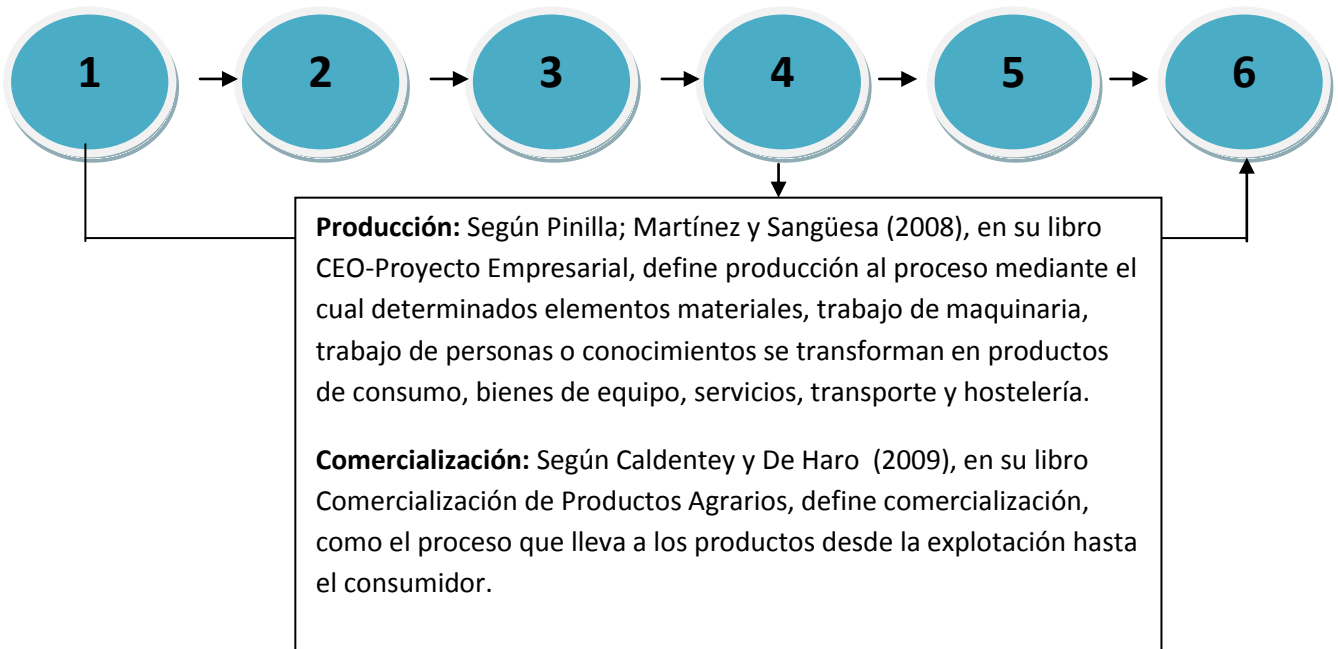 1 2 3 4 5 6
Producción: Según Pinilla; Martínez y Sangüesa (2008), en su libro
CEO-Proyecto Empresarial, define producción al proceso mediante el
cual determinados elementos materiales, trabajo de maquinaria,
trabajo de personas o conocimientos se transforman en productos
de consumo, bienes de equipo, servicios, transporte y hostelería.
Comercialización: Según Caldentey y De Haro (2009), en su libro
Comercialización de Productos Agrarios, define comercialización,
como el proceso que lleva a los productos desde la explotación hasta
el consumidor.